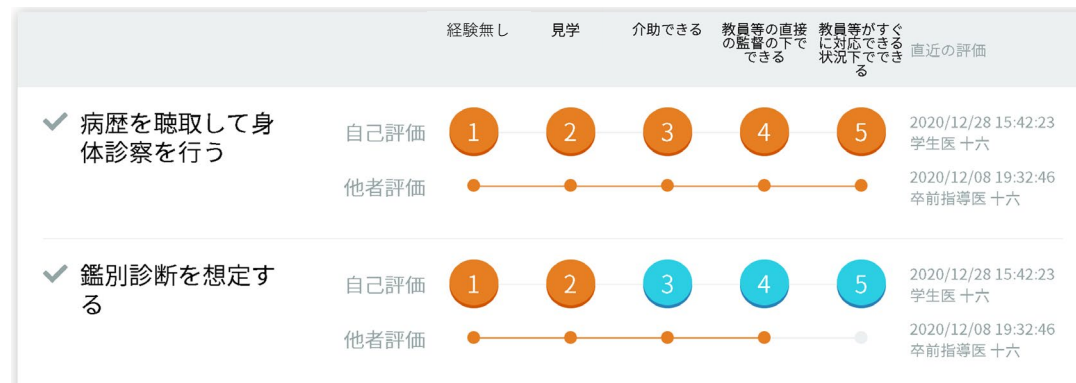 経験無し 見学 介助できる 教員等の直接の監督の下でできる 教員等がすぐに対応できる状況下でできる 直近の評価
病歴を聴取して身
体診察を行う
自己評価 1 2 3 4 5 2020/12/28 15:42:23
学生医 十六
他者評価 2020/12/08 19:32:46
卒前指導医 十六
鑑別診断を想定す
る
自己評価 1 2 3 4 5 2020/12/28 15:42:23
学生医 十六
他者評価 2020/12/08 19:32:46
卒前指導医 十六